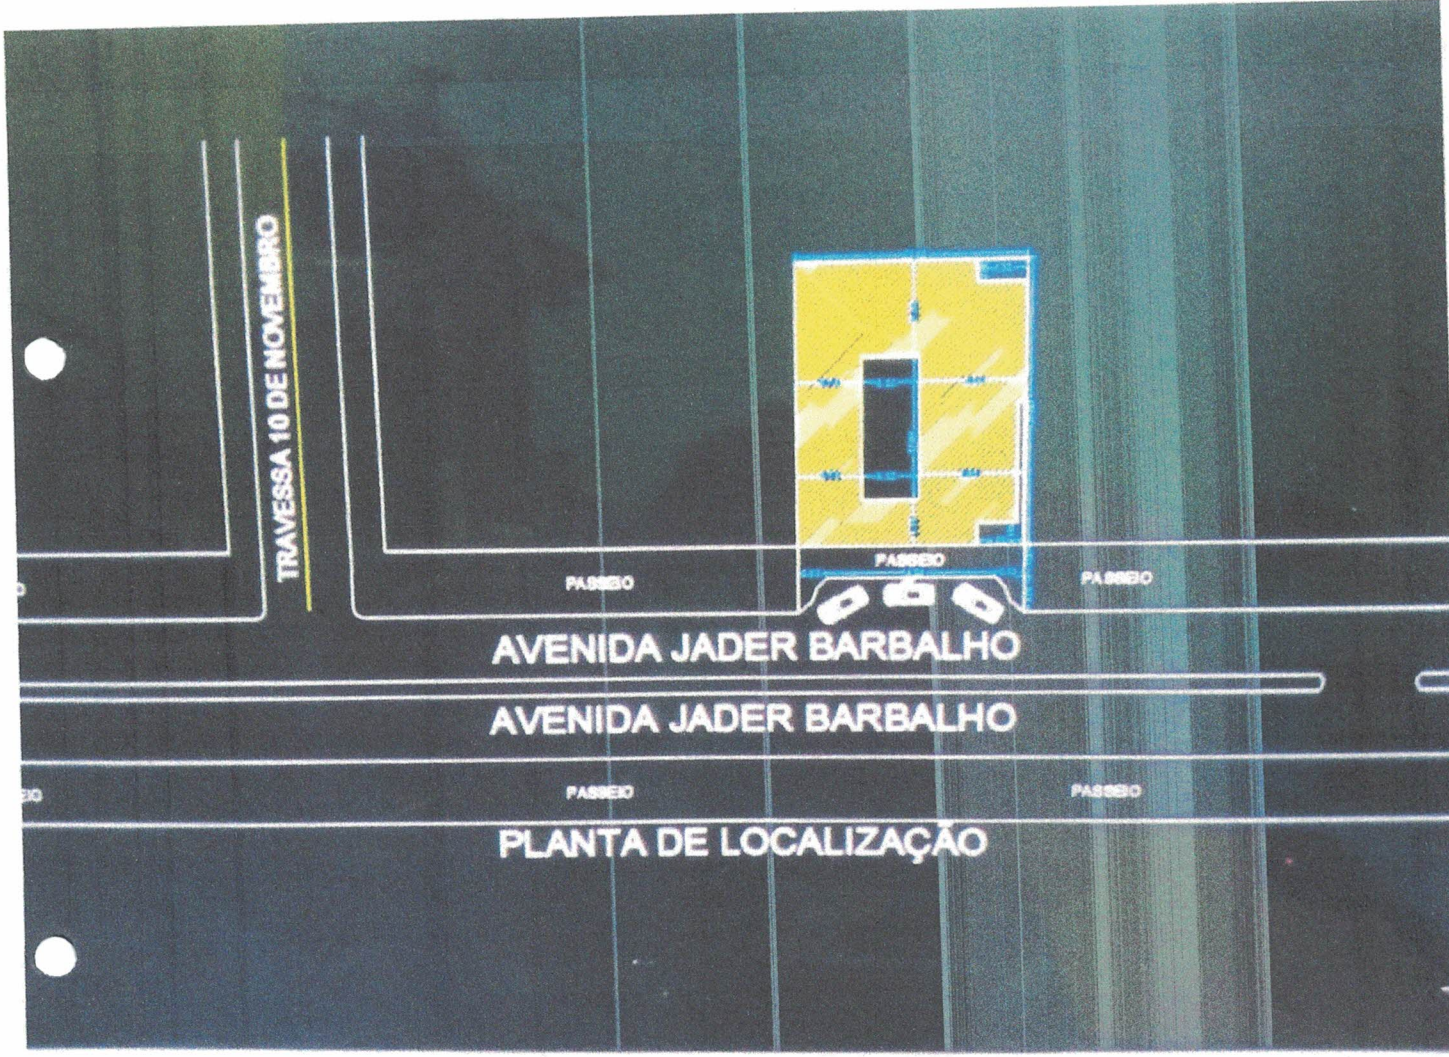 TRAVESSA 10 DE NOVEMBRO
PASSEIO
PASSEIO
PASSEIO
AVENIDA JADER BARBALHO
AVENIDA JADER BARBALHO
PASSEIO
PASSEIO
PLANTA DE LOCALIZAÇÃO